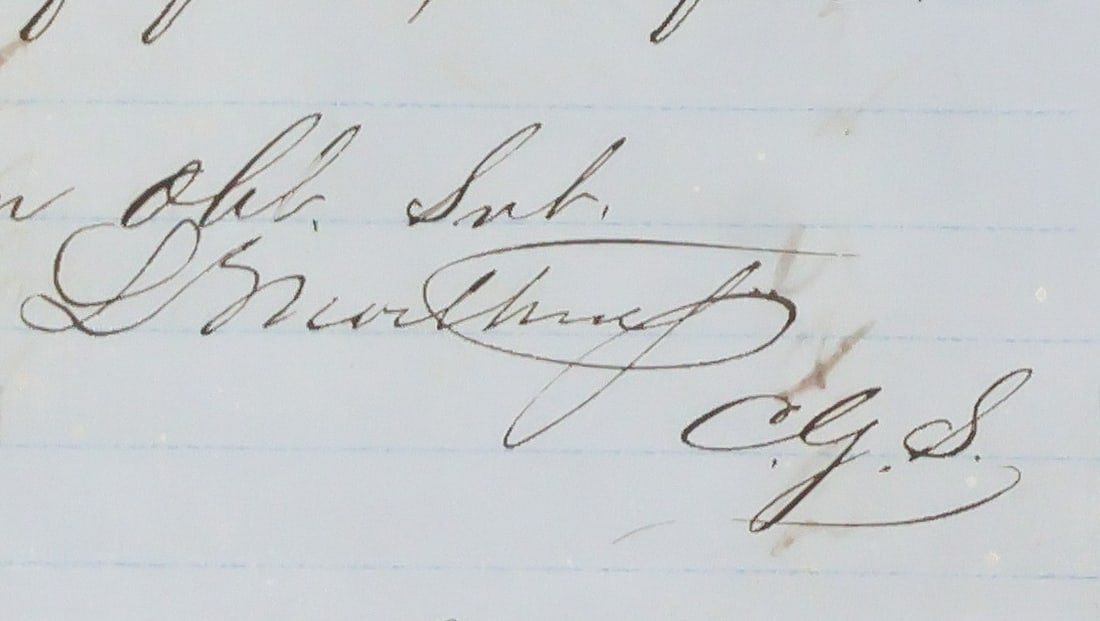 Obt. Svt.
L B Northrop
C. G. S.